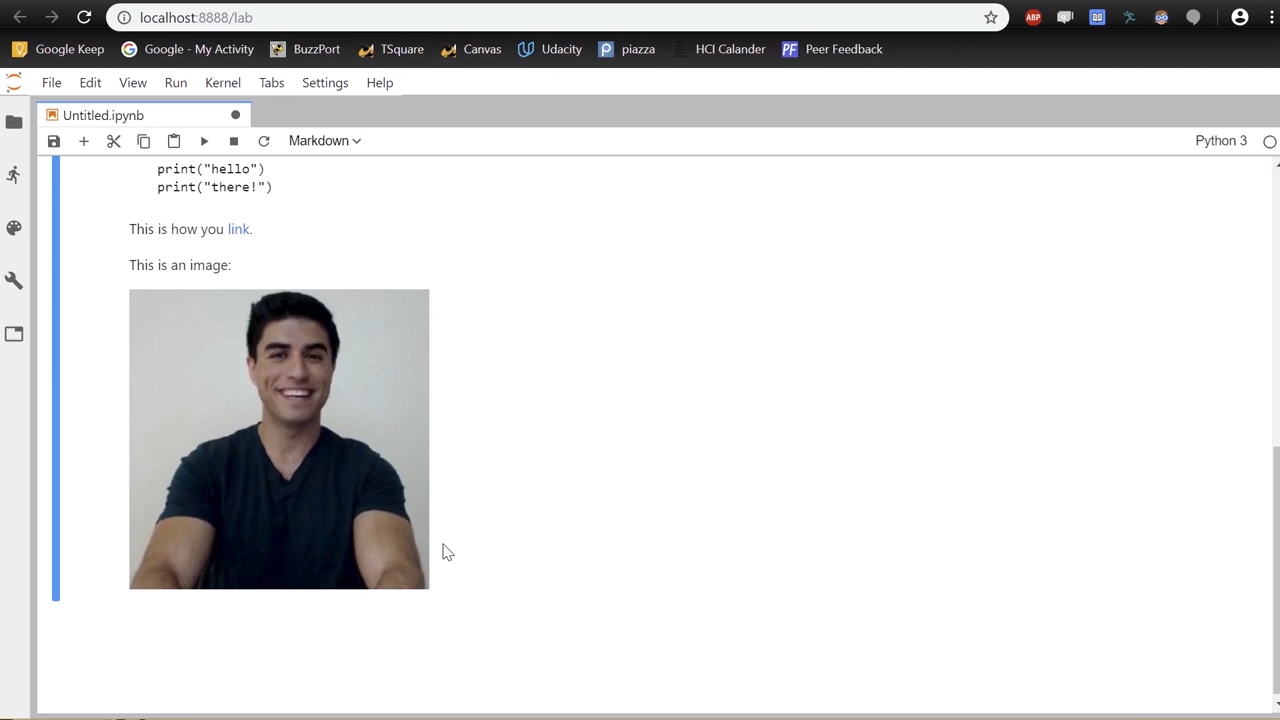 localhost:8888/lab
ABP
Google Keep Google - My Activity BuzzPort TSquare Canvas Udacity piazza HCI Calander PF Peer Feedback
File Edit View Run Kernel Tabs Settings Help
Untitled.ipynb
Markdown Python 3
print("hello")
print("there!")
This is how you link.
This is an image: